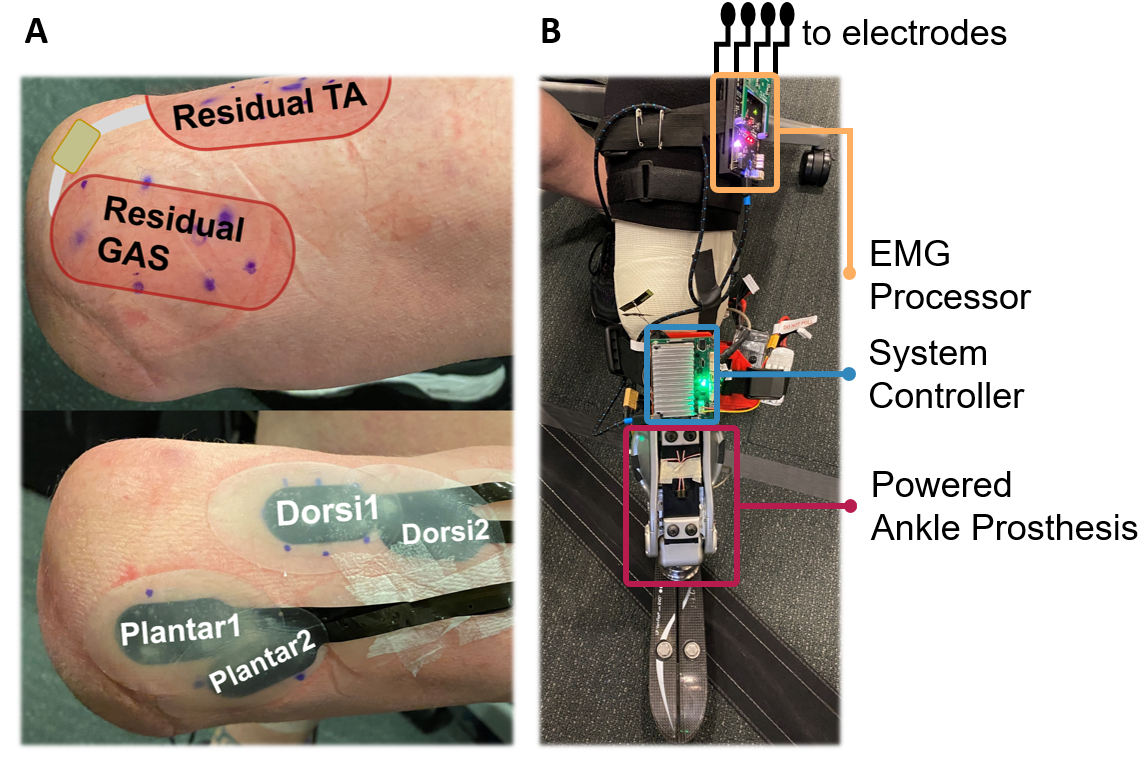 A
Residual TA
Residual
GAS
Dorsi1
Dorsi2
Plantar1
Plantar2
B
to electrodes
EMG
Processor
System
Controller
Powered
Ankle Prosthesis